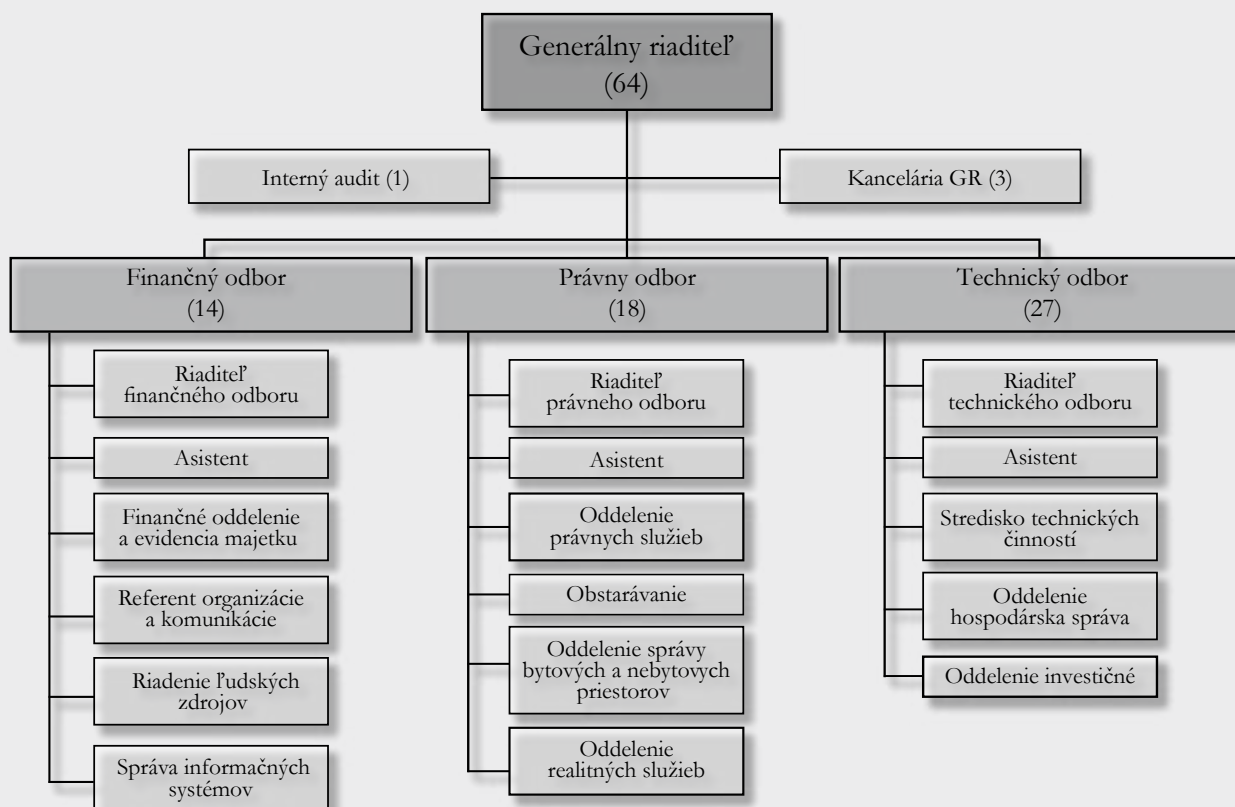 Generálny riaditeľ
(64)
Interný audit (1)
Kancelária GR (3)
Finančný odbor
(14)
Riaditeľ
finančného odboru
Asistent
Finančné oddelenie
a evidencia majetku
Referent organizácie
a komunikácie
Riadenie ľudských
zdrojov
Správa informačných
systémov
Právny odbor
(18)
Riaditeľ
právneho odboru
Asistent
Oddelenie
právnych služieb
Obstarávanie
Oddelenie správy
bytových a nebytovych
priestorov
Oddelenie
realitných služieb
Technický odbor
(27)
Riaditeľ
technického odboru
Asistent
Stredisko technických
činností
Oddelenie
hospodárska správa
Oddelenie investičné